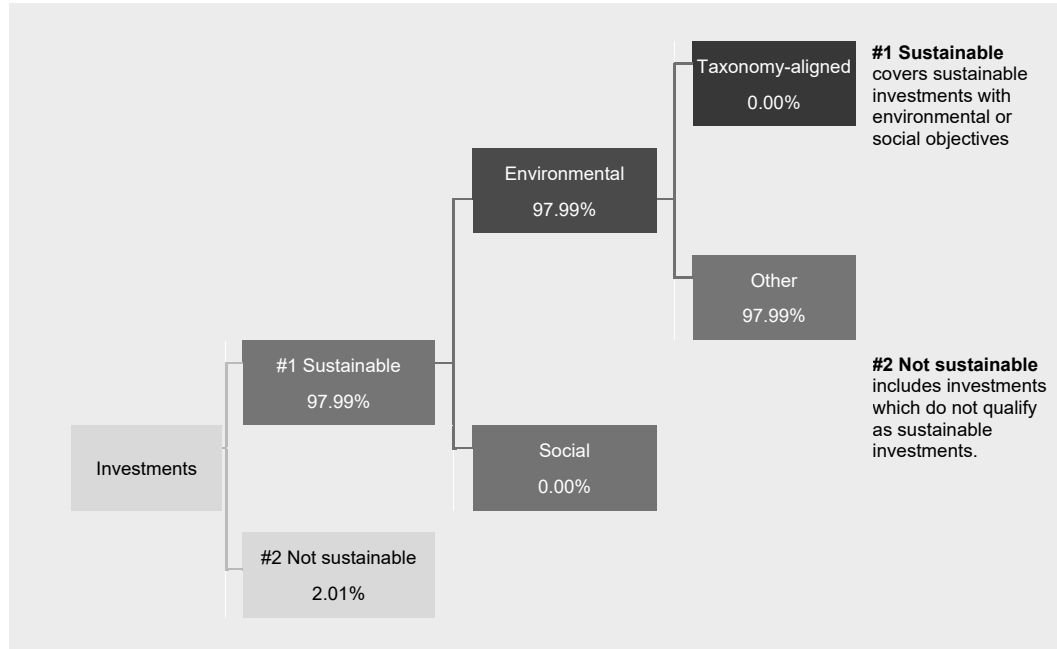 Taxonomy-aligned
0.00%
#1 Sustainable
covers sustainable
investments with
environmental or
social objectives
Environmental
97.99%
Other
97.99%
#1 Sustainable
97.99%
#2 Not sustainable
includes investments
which do not qualify
as sustainable
investments.
Investments
Social
0.00%
#2 Not sustainable
2.01%